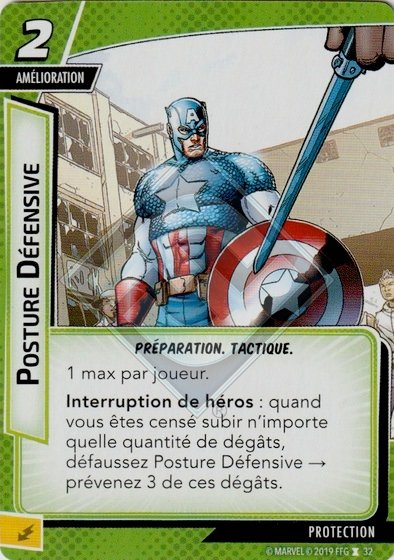 2
AMÉLIORATION
POSTURE DÉFENSIVE
PRÉPARATION. TACTIQUE.
1 max par joueur.
Interruption de héros : quand
vous êtes censé subir n'importe
quelle quantité de dégâts,
défaussez Posture Défensive →
prévenez 3 de ces dégâts.
PROTECTION
© MARVEL © 2019 FFG 32